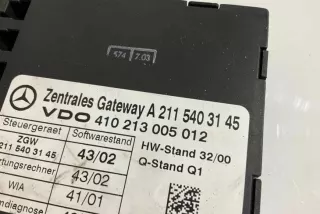 574 7.03
Zentrales Gateway A 211 540 31 45
VDO 410 213 005 012
Steuergeraet Softwarestand HW-Stand 32/00
ZGW 43/02 Q-Stand Q1
211 540 31 45
43/02
WIA 41/01